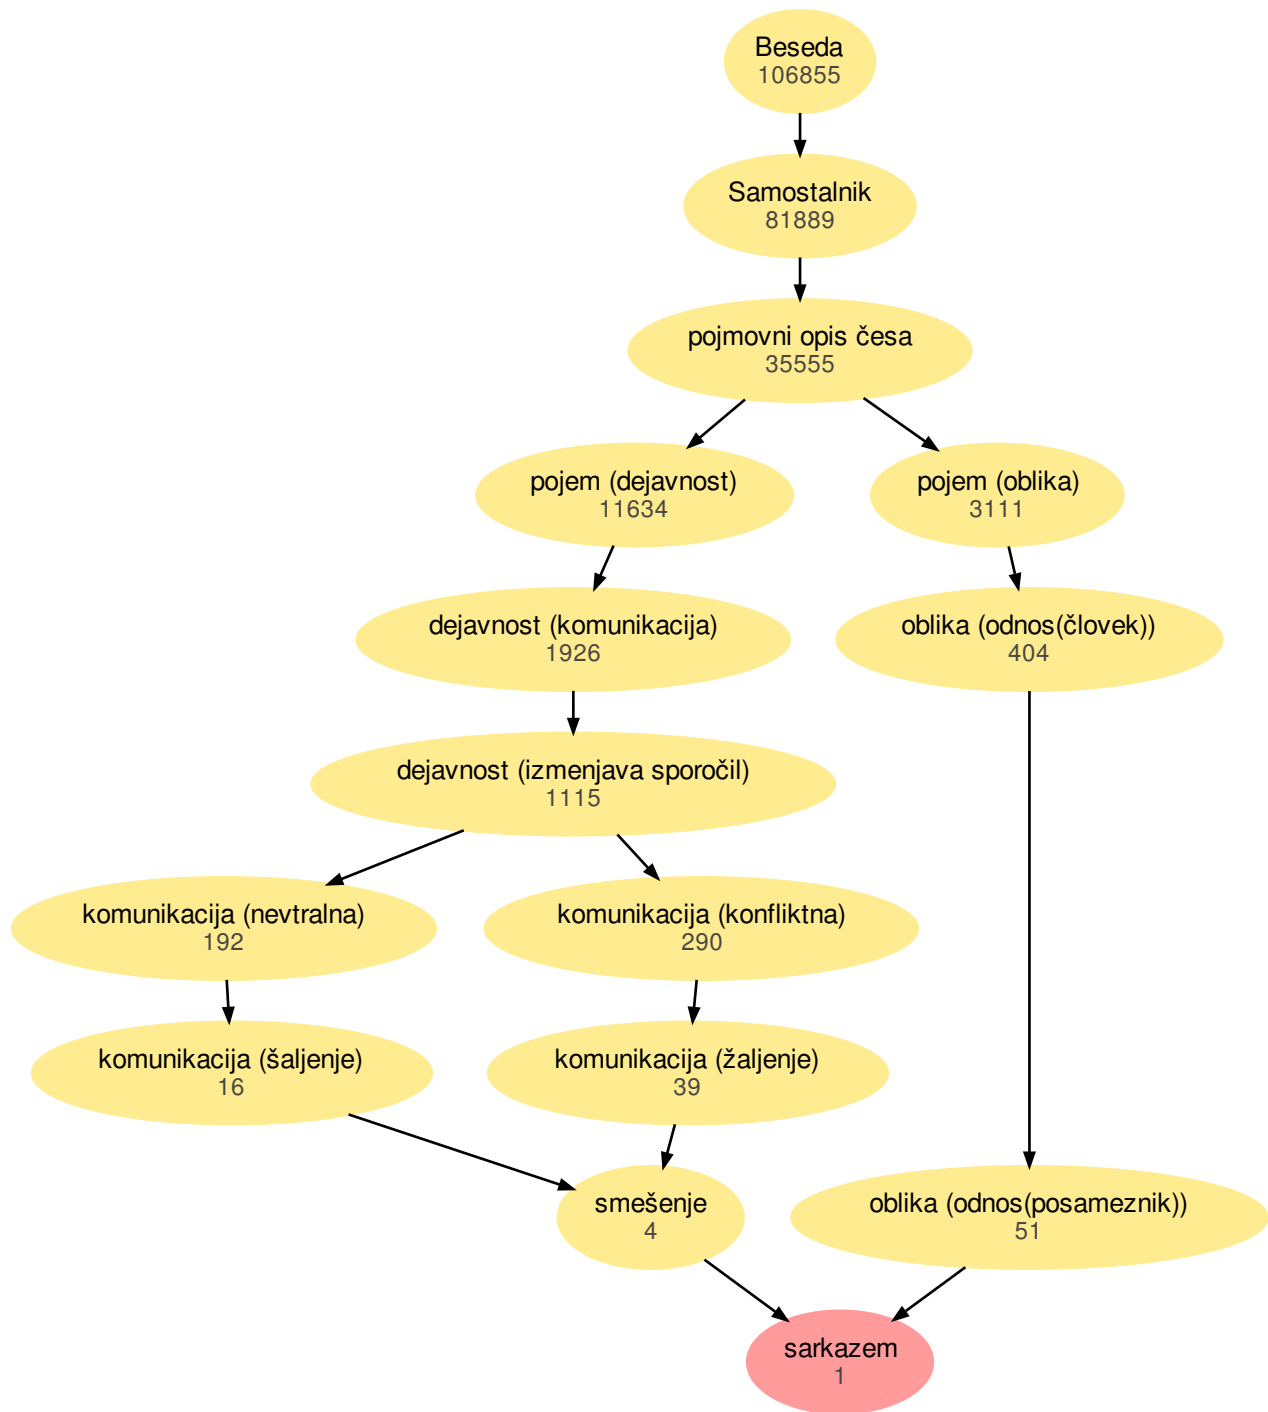 Beseda
106855
Samostalnik
81889
pojmovni opis česa
35555
pojem (dejavnost)
11634
pojem (oblika)
3111
dejavnost (komunikacija)
1926
oblika (odnos(človek))
404
dejavnost (izmenjava sporočil)
1115
komunikacija (nevtralna)
192
komunikacija (konfliktna)
290
komunikacija (šaljenje)
16
komunikacija (žaljenje)
39
smešenje
4
oblika (odnos(posameznik))
51
sarkazem
1